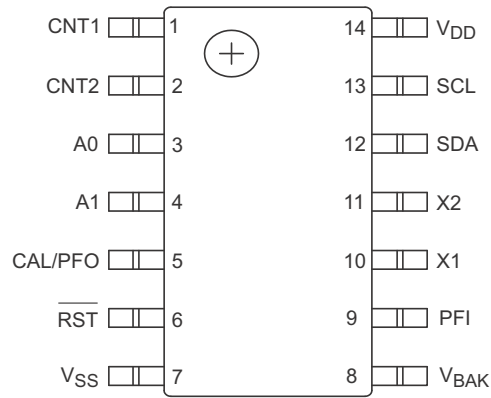 CNT1 1 14 VDD
CNT2 2 13 SCL
A0 3 12 SDA
A1 4 11 X2
CAL/PFO 5 10 X1
RST 6 9 PFI
VSS 7 8 VBAK